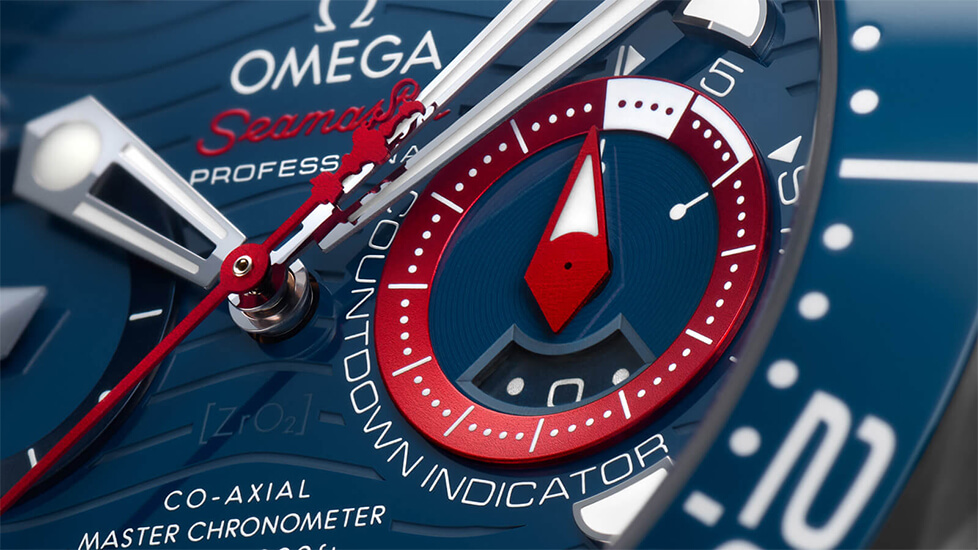 Ω
OMEGA
PROFESS
5
COUNTDOWN INDICATOR
0
[ZrO₂]
CO-AXIAL
MASTER CHRONOMETER